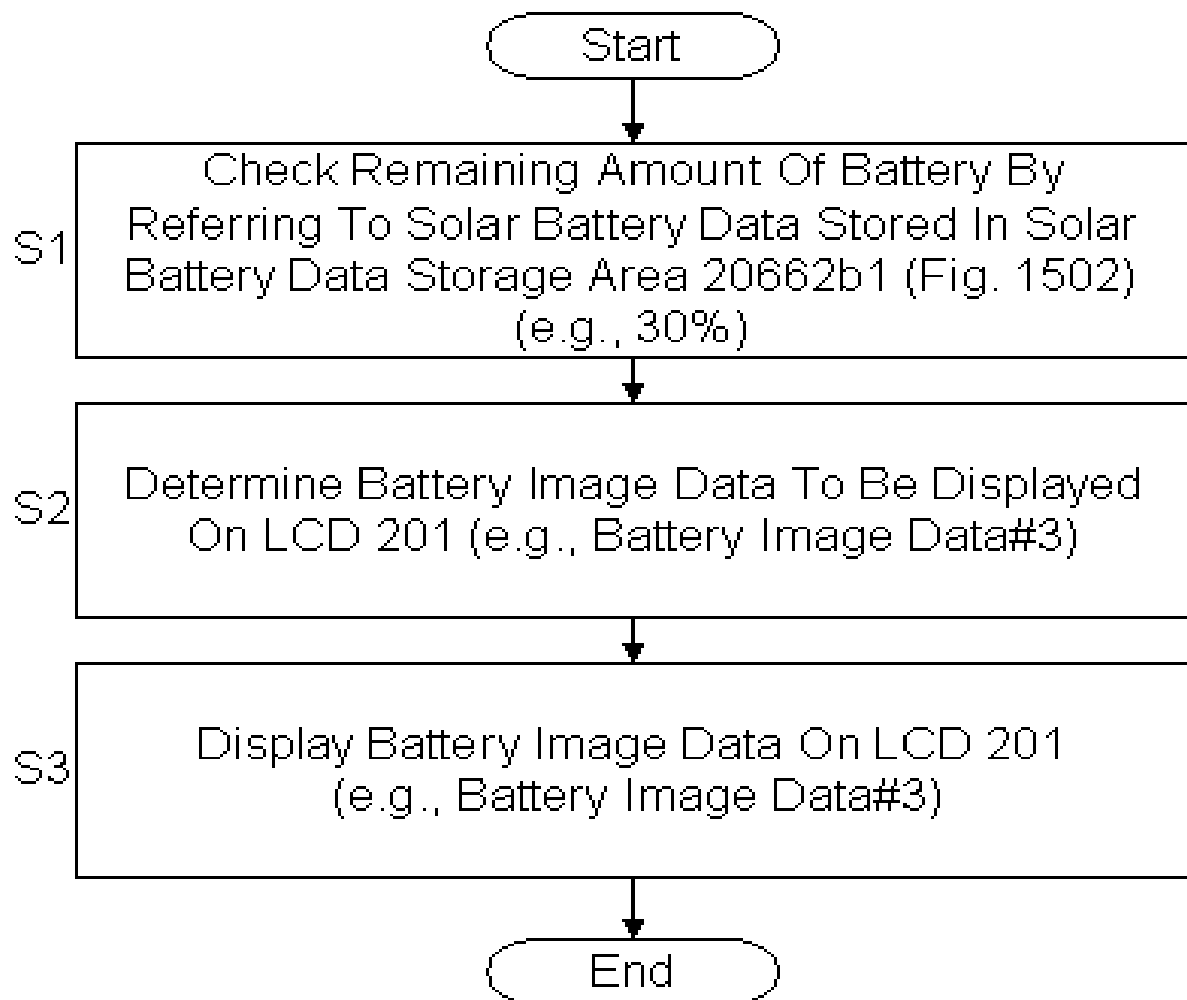 Start
S1
Check Remaining Amount Of Battery By
Referring To Solar Battery Data Stored In Solar
Battery Data Storage Area 20662b1 (Fig. 1502)
(e.g., 30%)
S2
Determine Battery Image Data To Be Displayed
On LCD 201 (e.g., Battery Image Data#3)
S3
Display Battery Image Data On LCD 201
(e.g., Battery Image Data#3)
End